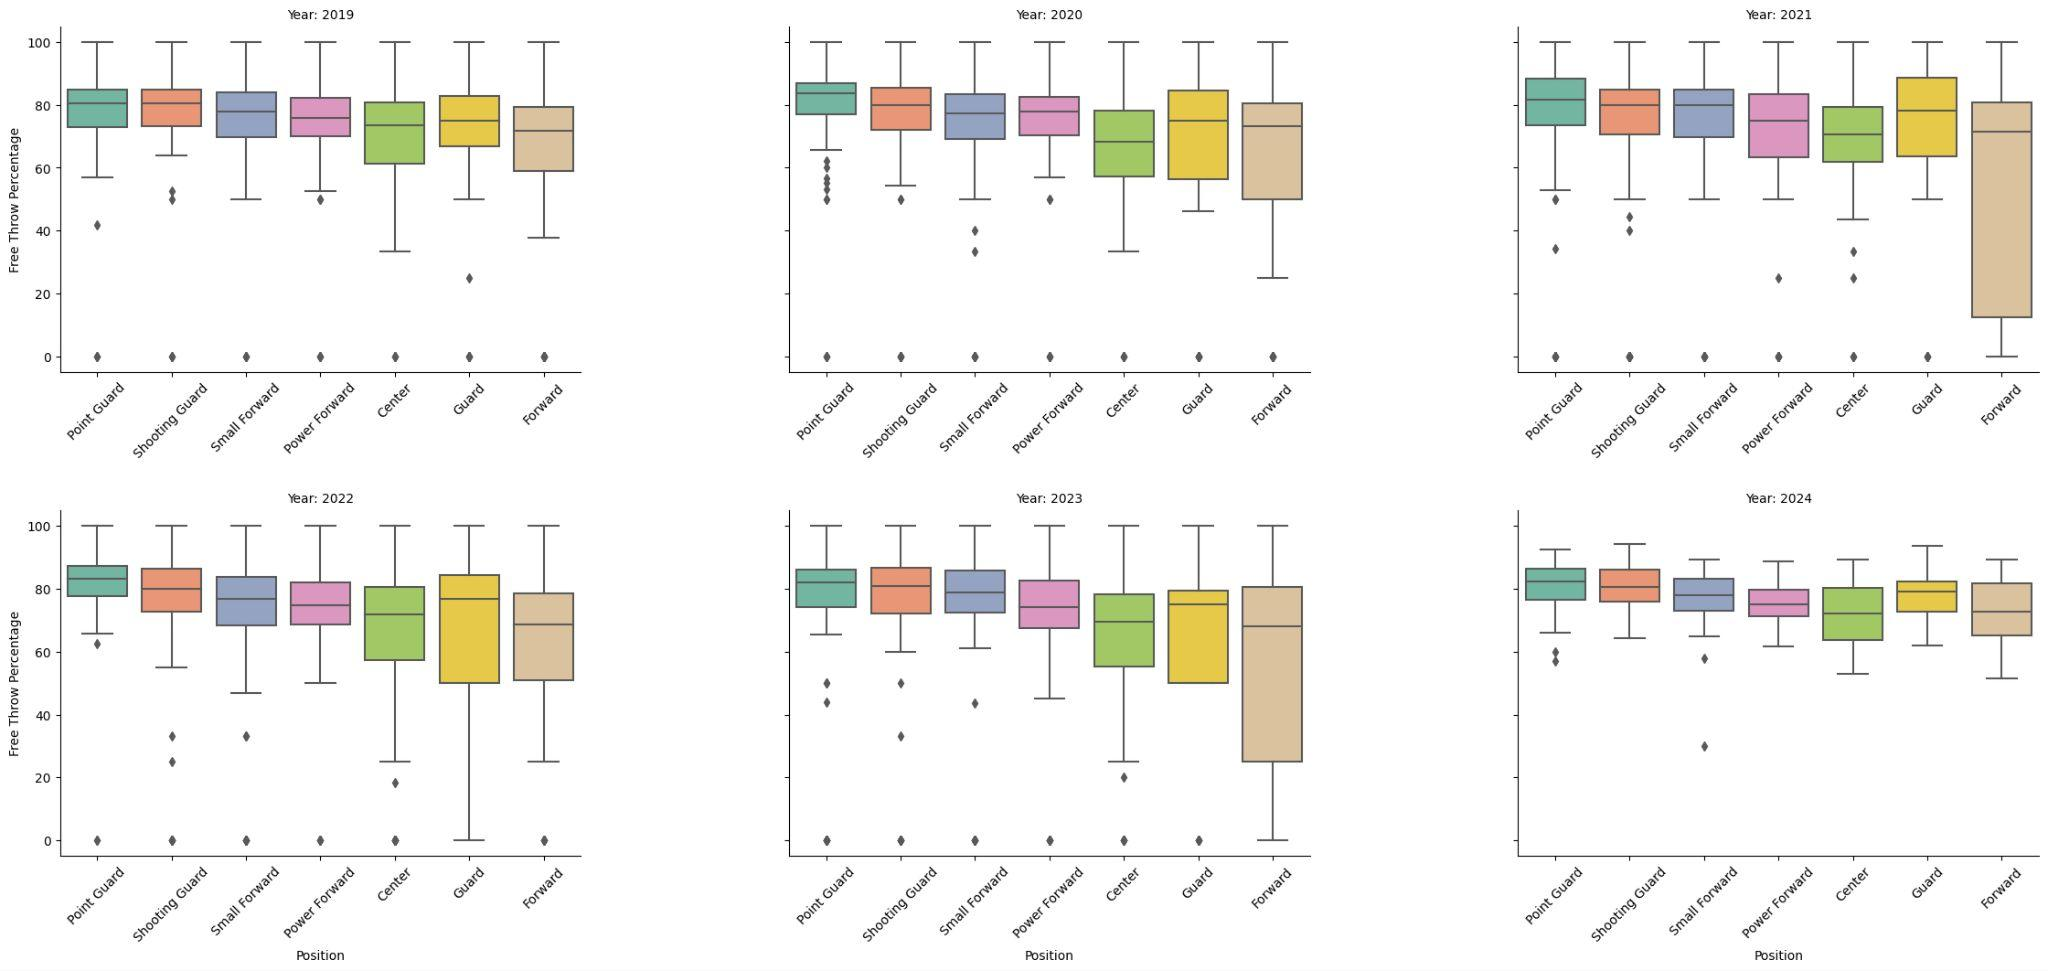 Year: 2019
Year: 2020
Year: 2021
Free Throw Percentage
100
80
60
40
20
0
Point Guard
Shooting Guard
Small Forward
Power Forward
Center
Guard
Forward
Point Guard
Shooting Guard
Small Forward
Power Forward
Center
Guard
Forward
Point Guard
Shooting Guard
Small Forward
Power Forward
Center
Guard
Forward
Year: 2022
Year: 2023
Year: 2024
Free Throw Percentage
100
80
60
40
20
0
Point Guard
Shooting Guard
Small Forward
Power Forward
Center
Guard
Forward
Point Guard
Shooting Guard
Small Forward
Power Forward
Center
Guard
Forward
Point Guard
Shooting Guard
Small Forward
Power Forward
Center
Guard
Forward
Position
Position
Position